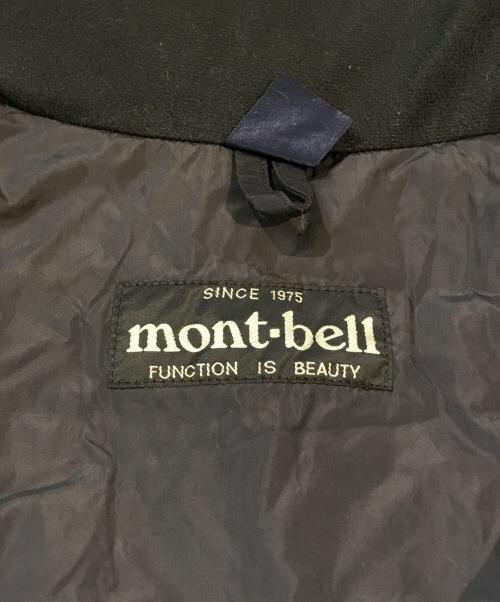 SINCE 1975
mont-bell
FUNCTION IS BEAUTY